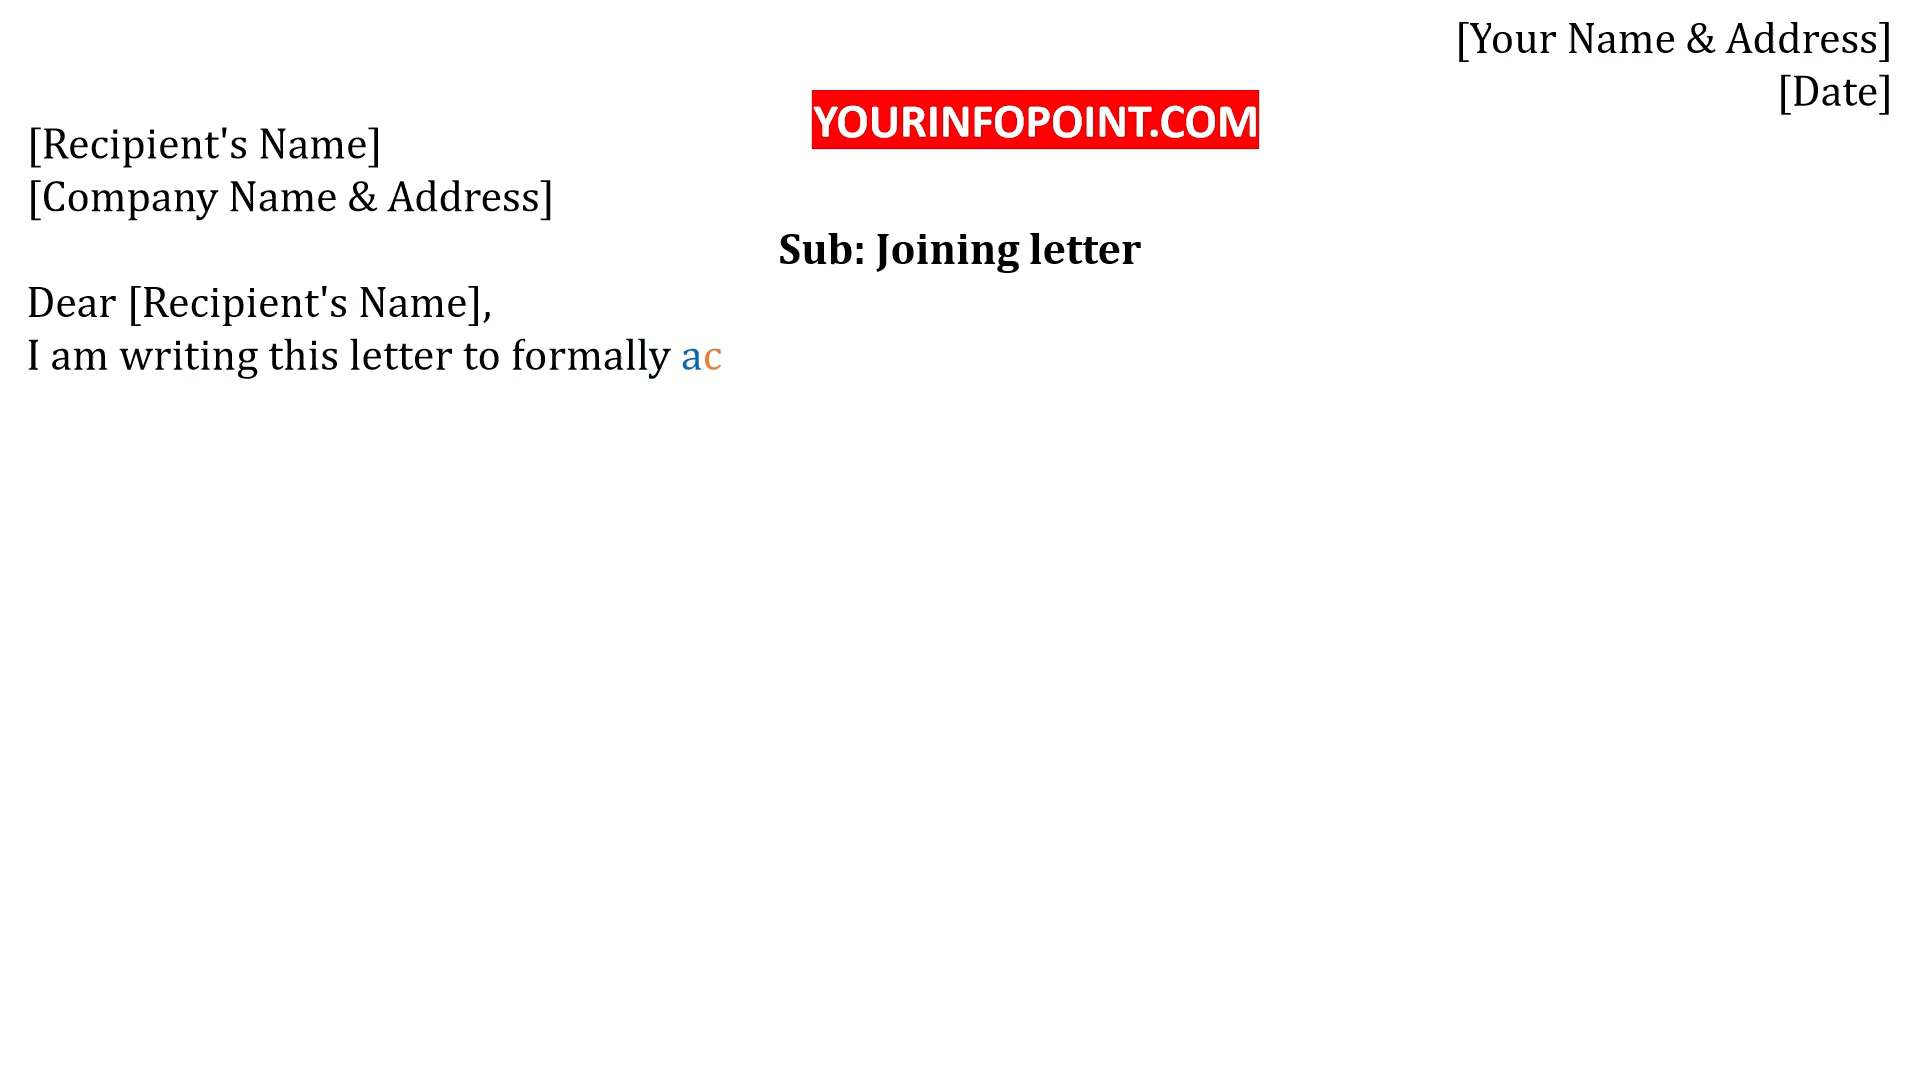 [Your Name & Address]
[Date]
YOURINFOPOINT.COM
[Recipient's Name]
[Company Name & Address]
Sub: Joining letter
Dear [Recipient's Name],
I am writing this letter to formally ac